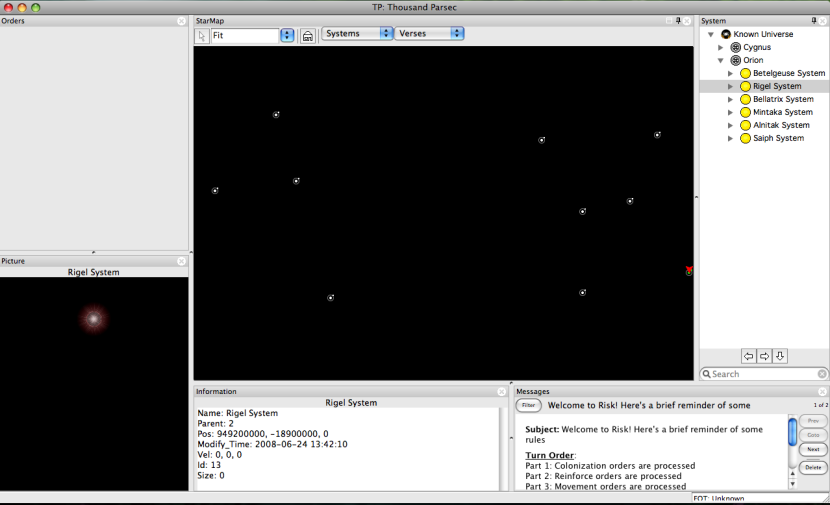 TP: Thousand Parsec
Orders
StarMap
System
Fit
Systems
Verses
Known Universe
Cygnus
Orion
Betelgeuse System
Rigel System
Bellatrix System
Mintaka System
Alnitak System
Saiph System
Picture
Rigel System
Search
Information
Rigel System
Name: Rigel System
Parent: 2
Pos: 949200000, -18900000, 0
Modify_Time: 2008-06-24 13:42:10
Vel: 0, 0, 0
Id: 13
Size: 0
Messages
Filter
Welcome to Risk! Here's a brief reminder of some
1 of 2
Subject: Welcome to Risk! Here's a brief reminder of some
rules
Turn Order:
Part 1: Colonization orders are processed
Part 2: Reinforce orders are processed
Part 3: Movement orders are processed
Prev
Goto
Next
Delete
EOT: Unknown